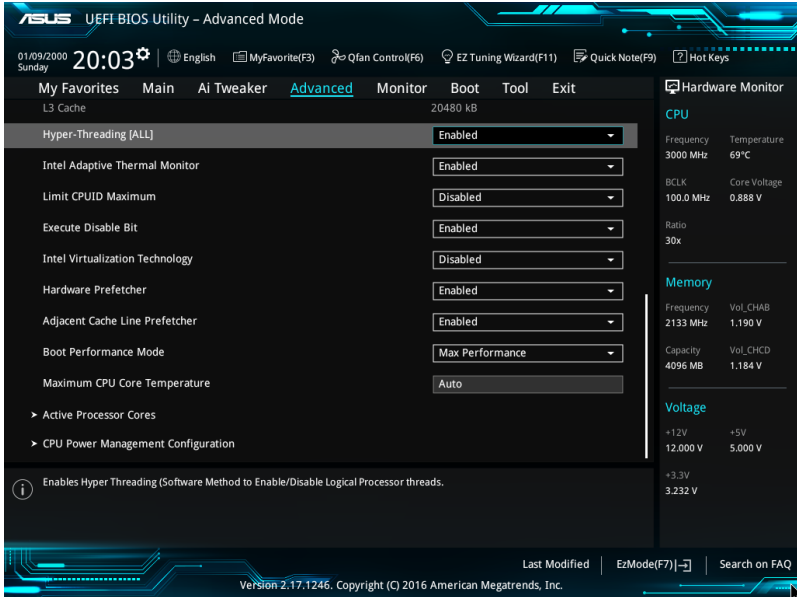 ASUS UEFI BIOS Utility – Advanced Mode
01/09/2000
Sunday
20:03 English MyFavorite(F3) Qfan Control(F6) EZ Tuning Wizard(F11) Quick Note(F9) ? Hot Keys
My Favorites Main Ai Tweaker Advanced Monitor Boot Tool Exit
L3 Cache 20480 kB
Hyper-Threading [ALL] Enabled
Intel Adaptive Thermal Monitor Enabled
Limit CPUID Maximum Disabled
Execute Disable Bit Enabled
Intel Virtualization Technology Disabled
Hardware Prefetcher Enabled
Adjacent Cache Line Prefetcher Enabled
Boot Performance Mode Max Performance
Maximum CPU Core Temperature Auto
> Active Processor Cores
> CPU Power Management Configuration
i Enables Hyper Threading (Software Method to Enable/Disable Logical Processor threads.
Hardware Monitor
CPU
Frequency Temperature
3000 MHz 69°C
BCLK Core Voltage
100.0 MHz 0.888 V
Ratio
30x
Memory
Frequency Vol_CHAB
2133 MHz 1.190 V
Capacity Vol_CHCD
4096 MB 1.184 V
Voltage
+12V +5V
12.000 V 5.000 V
+3.3V
3.232 V
Last Modified EzMode(F7) Search on FAQ
Version 2.17.1246. Copyright (C) 2016 American Megatrends, Inc.